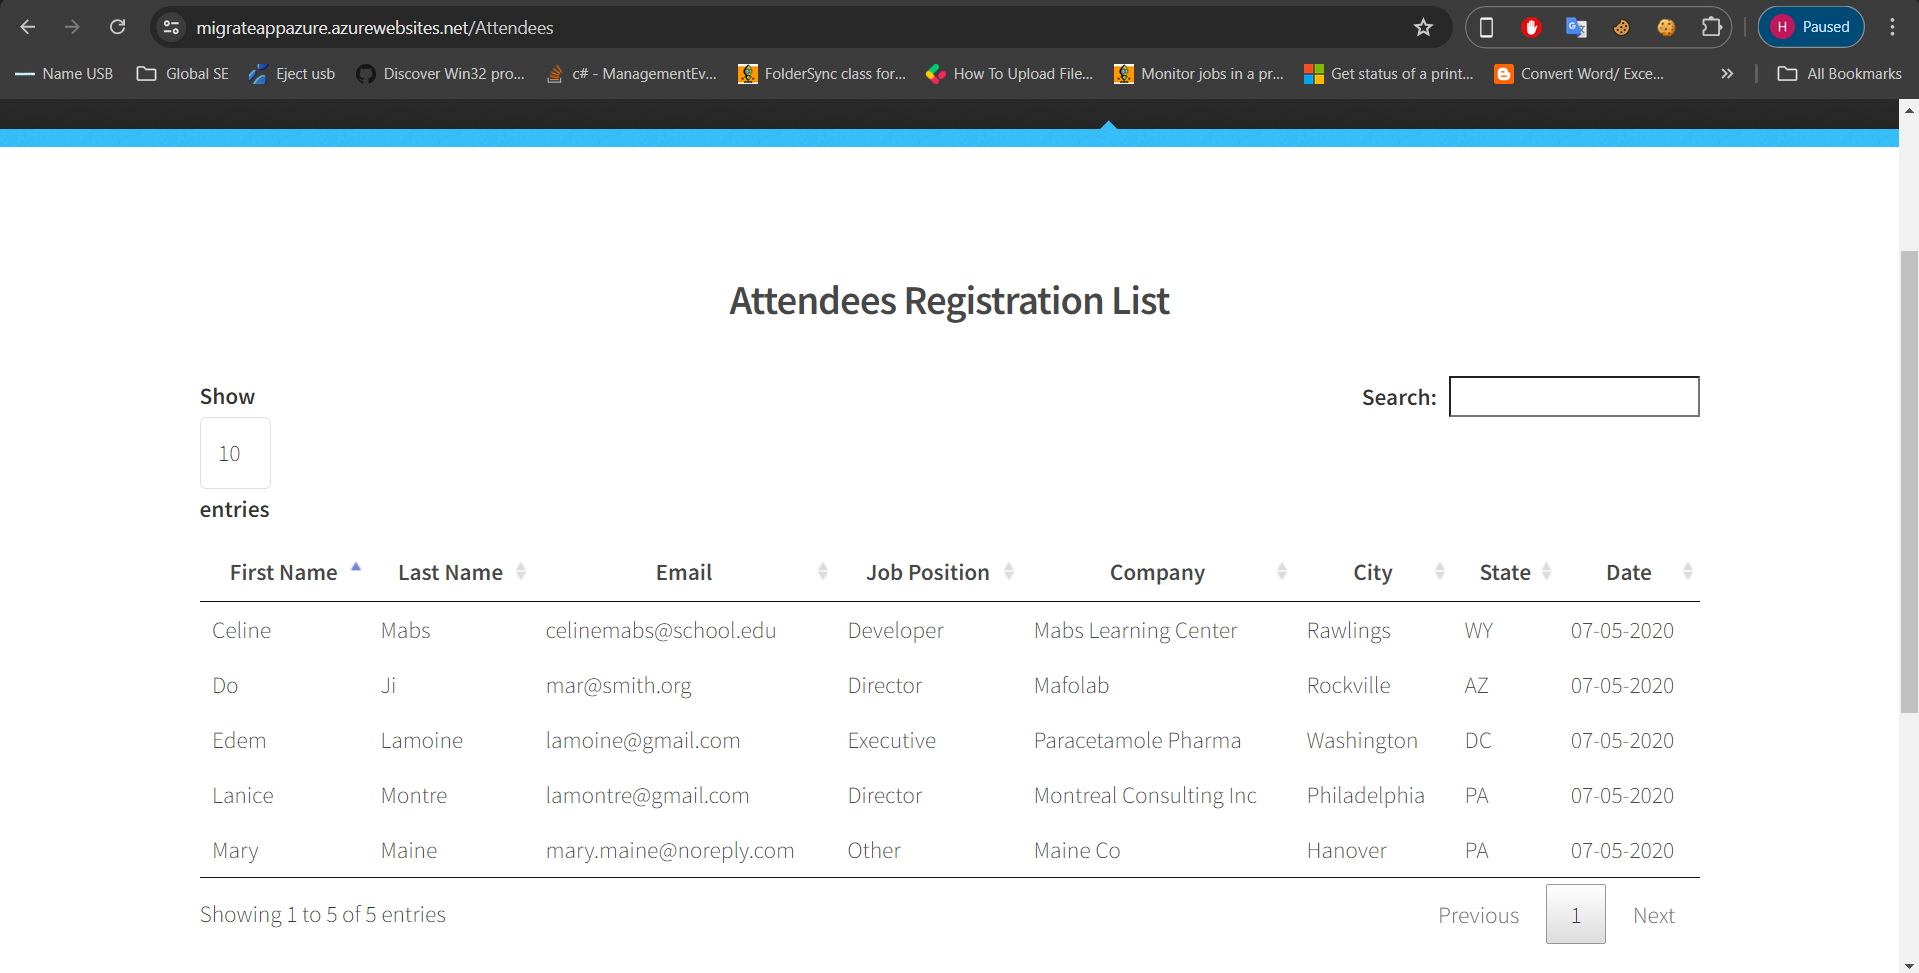 migrateappazure.azurewebsites.net/Attendees
H Paused
Name USB Global SE Eject usb Discover Win32 pro... c# - ManagementEv... FolderSync class for... How To Upload File... Monitor jobs in a pr... Get status of a print... Convert Word/ Exce... » All Bookmarks
Attendees Registration List
Show
Search:
10
entries
First Name Last Name Email Job Position Company City State Date
Celine Mabs celinemabs@school.edu Developer Mabs Learning Center Rawlings WY 07-05-2020
Do Ji mar@smith.org Director Mafolab Rockville AZ 07-05-2020
Edem Lamoine lamoine@gmail.com Executive Paracetamole Pharma Washington DC 07-05-2020
Lanice Montre lamontre@gmail.com Director Montreal Consulting Inc Philadelphia PA 07-05-2020
Mary Maine mary.maine@noreply.com Other Maine Co Hanover PA 07-05-2020
Showing 1 to 5 of 5 entries
Previous 1 Next